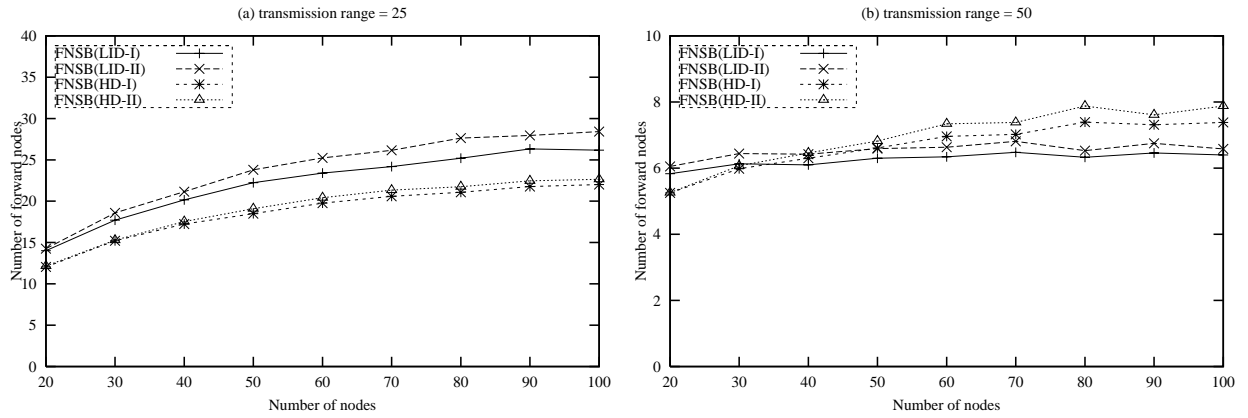 (a) transmission range = 25
40
35
30
25
20
15
10
5
0
Number of forward nodes
FNSB(LID-I)
FNSB(LID-II)
FNSB(HD-I)
FNSB(HD-II)
20 30 40 50 60 70 80 90 100
Number of nodes
(b) transmission range = 50
10
8
6
4
2
0
Number of forward nodes
FNSB(LID-I)
FNSB(LID-II)
FNSB(HD-I)
FNSB(HD-II)
20 30 40 50 60 70 80 90 100
Number of nodes